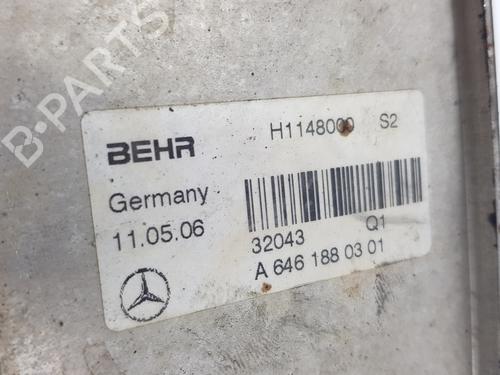 B-PARTS
BEHR H1148000 S2
Germany
11.05.06
32043 Q1
A 646 188 03 01